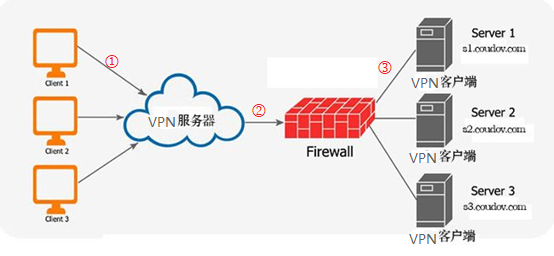 ①
Client 1
Client 2
Client 3
VPN服务器
②
Firewall
③
Server 1
s1.coudov.com
VPN客户端
Server 2
s2.coudov.com
VPN客户端
Server 3
s3.coudov.com
VPN客户端